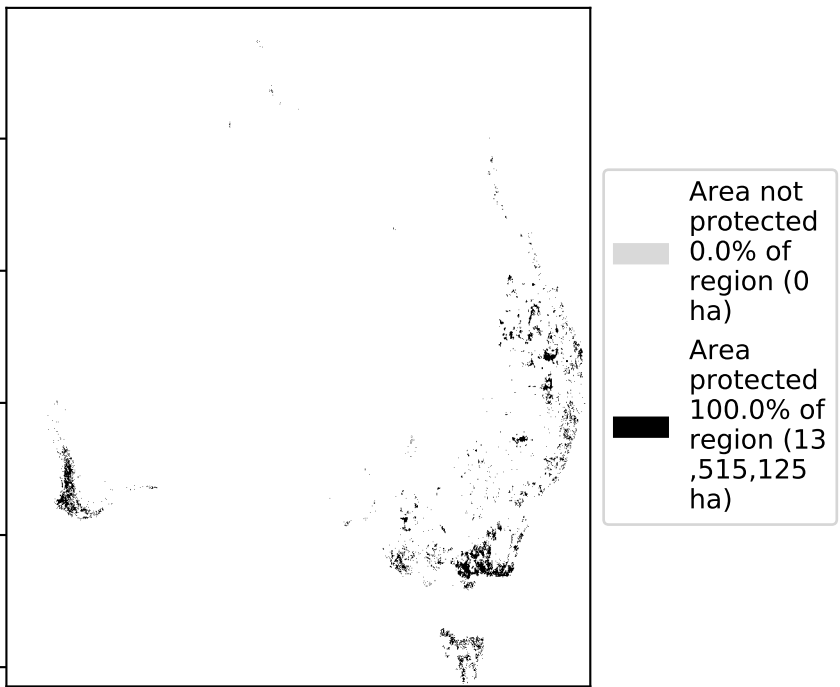 Area not
protected
0.0% of
region (0
ha)
Area
protected
100.0% of
region (13
,515,125
ha)